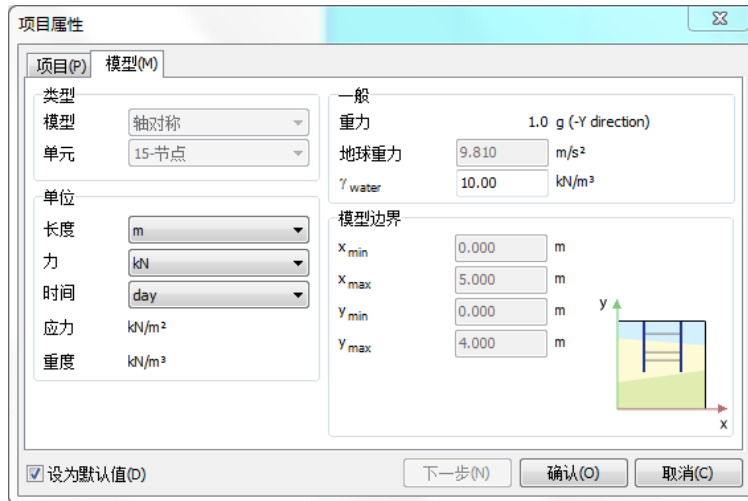 项目属性
项目(P) 模型(M)
类型
模型 轴对称
单元 15-节点
单位
长度 m
力 kN
时间 day
应力 kN/m²
重度 kN/m³
一般
重力 1.0 g (-Y direction)
地球重力 9.810 m/s²
γ water 10.00 kN/m³
模型边界
x min 0.000 m
x max 5.000 m
y min 0.000 m
y max 4.000 m
y
x
设为默认值(D) 下一步(N) 确认(O) 取消(C)